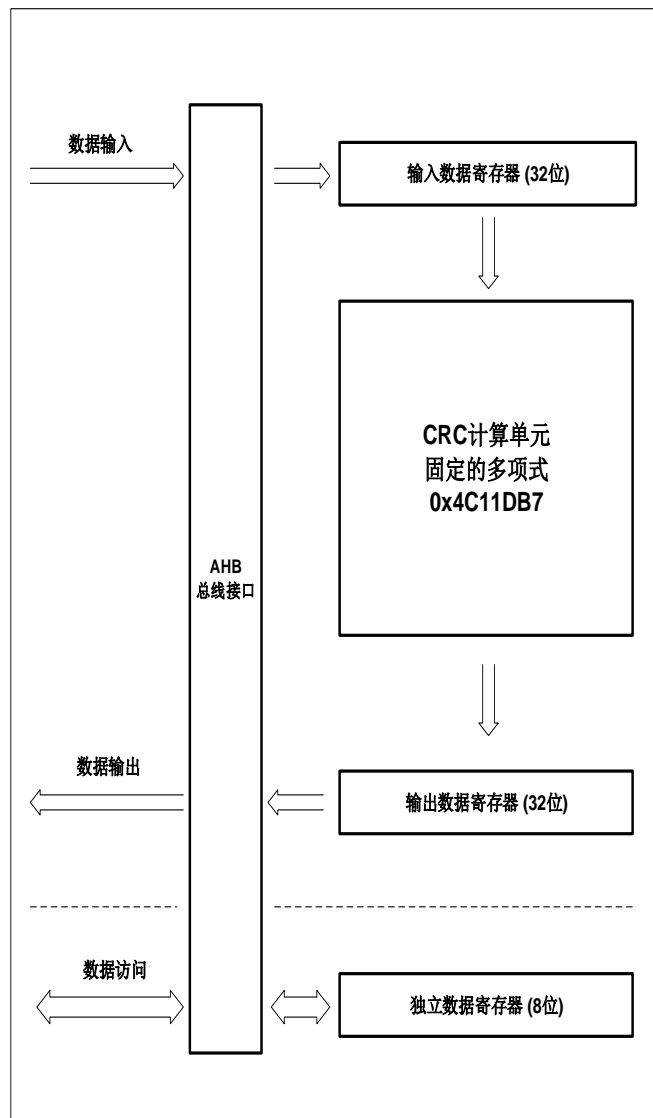 数据输入
输入数据寄存器 (32位)
CRC计算单元
固定的多项式
0x4C11DB7
AHB
总线接口
数据输出
输出数据寄存器 (32位)
数据访问
独立数据寄存器 (8位)